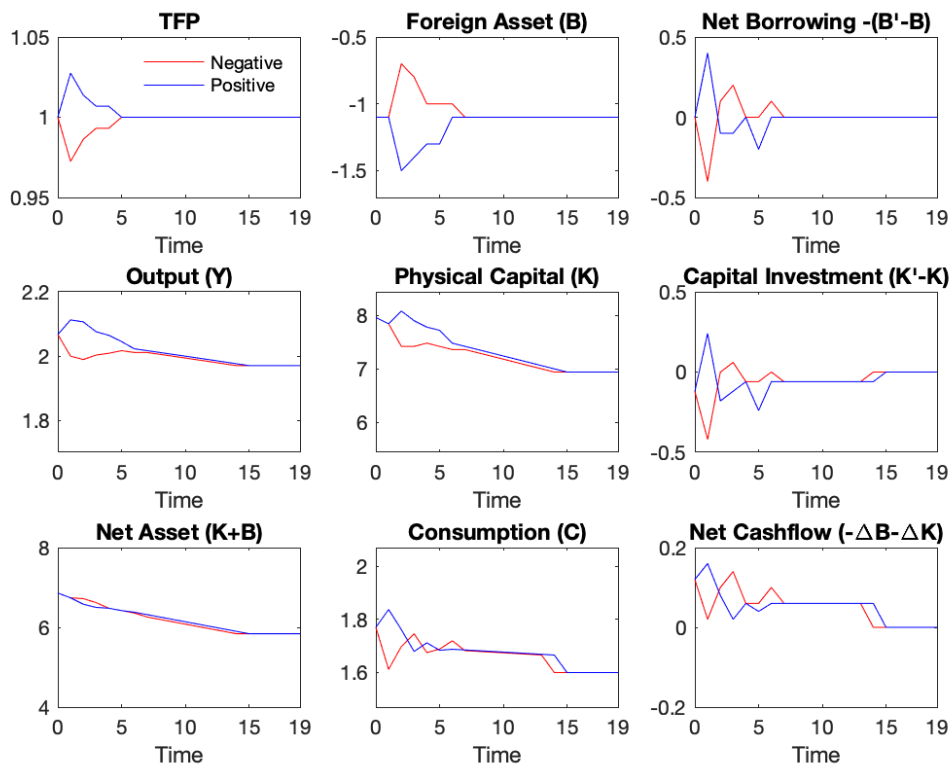 TFP
1.05
1
0.95
Negative
Positive
0 5 10 15 19
Time
Foreign Asset (B)
-0.5
-1
-1.5
0 5 10 15 19
Time
Net Borrowing -(B'-B)
0.5
0
-0.5
0 5 10 15 19
Time
Output (Y)
2.2
2
1.8
0 5 10 15 19
Time
Physical Capital (K)
8
7
6
0 5 10 15 19
Time
Capital Investment (K'-K)
0.5
0
-0.5
0 5 10 15 19
Time
Net Asset (K+B)
8
6
4
0 5 10 15 19
Time
Consumption (C)
2
1.8
1.6
0 5 10 15 19
Time
Net Cashflow (-ΔB-ΔK)
0.2
0
-0.2
0 5 10 15 19
Time